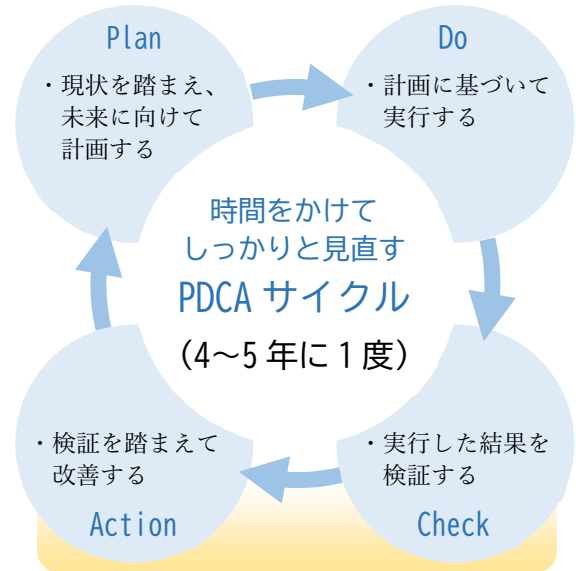 Plan
・現状を踏まえ、
未来に向けて
計画する
Do
・計画に基づいて
実行する
時間をかけて
しっかりと見直す
PDCA サイクル
（4～5 年に 1 度）
・検証を踏まえて
改善する
Action
・実行した結果を
検証する
Check